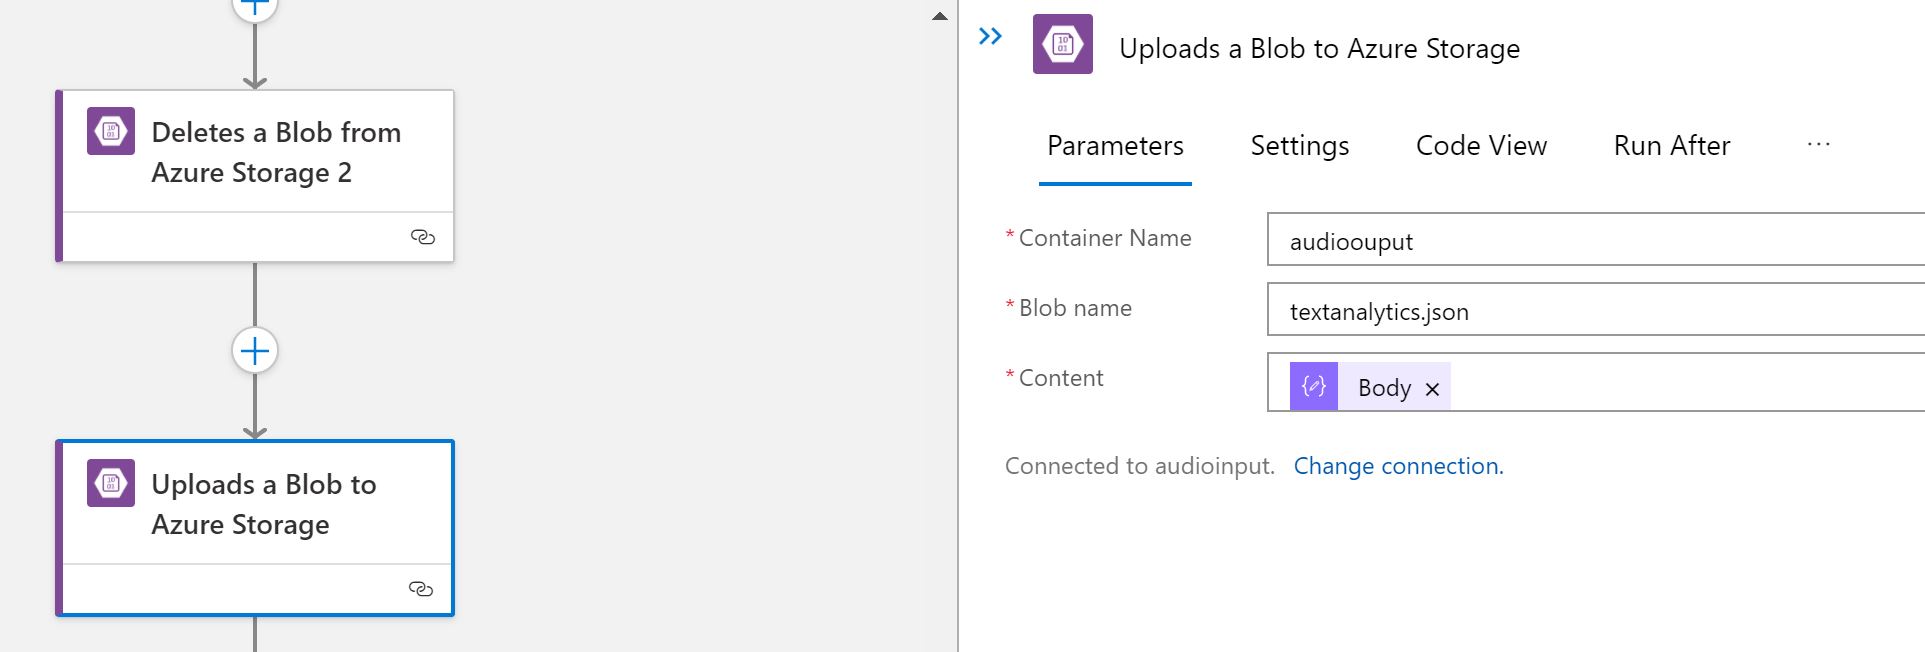 Deletes a Blob from
Azure Storage 2
Uploads a Blob to
Azure Storage
Uploads a Blob to Azure Storage
Parameters
Settings
Code View
Run After
...
* Container Name
audioouput
* Blob name
textanalytics.json
* Content
Body ×
Connected to audioinput. Change connection.